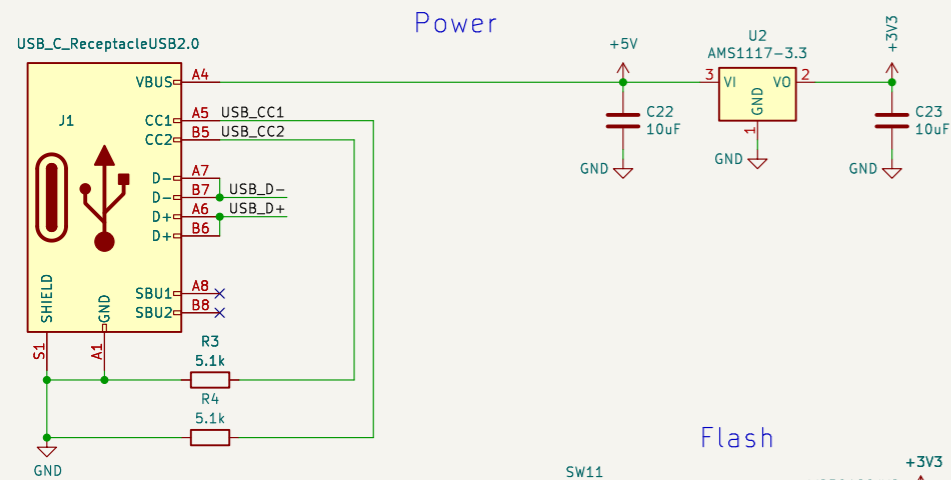 Power
USB_C_ReceptacleUSB2.0
J1
VBUS A4
CC1 A5 USB_CC1
CC2 B5 USB_CC2
D- A7
D- B7 USB_D-
D+ A6 USB_D+
D+ B6
SBU1 A8
SBU2 B8
SHIELD
GND
S1
A1
R3
5.1k
R4
5.1k
GND
+5V
C22
10uF
GND
U2
AMS1117-3.3
3 VI VO 2
GND
1
GND
+3V3
C23
10uF
GND
Flash
SW11
+3V3